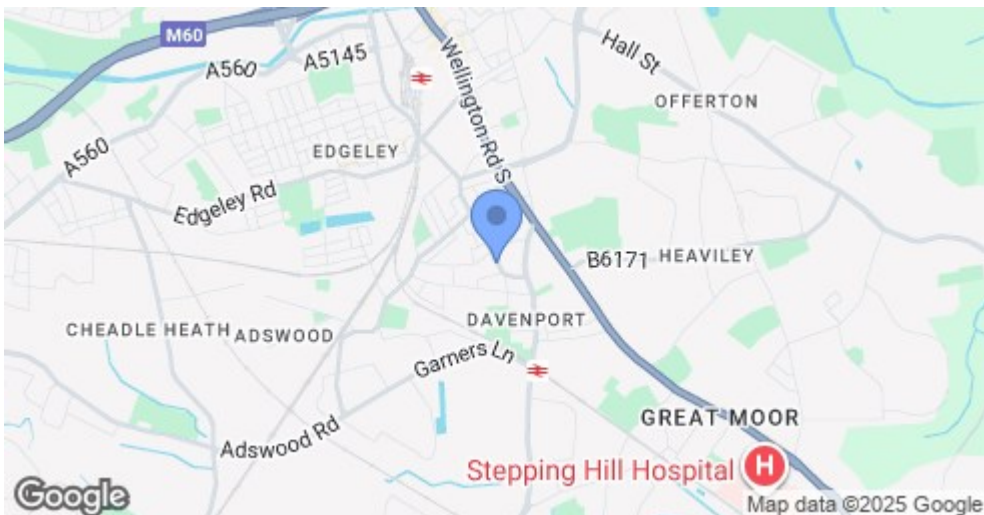 M60
A5145
A560
Hall St
OFFERTON
Wellington Rd S
EDGELEY
A560
Edgeley Rd
B6171
HEAVILEY
DAVENPORT
CHEADLE HEATH
ADSWOOD
Garners Ln
GREAT MOOR
Adswood Rd
Stepping Hill Hospital
H
Google
Map data ©2025 Google